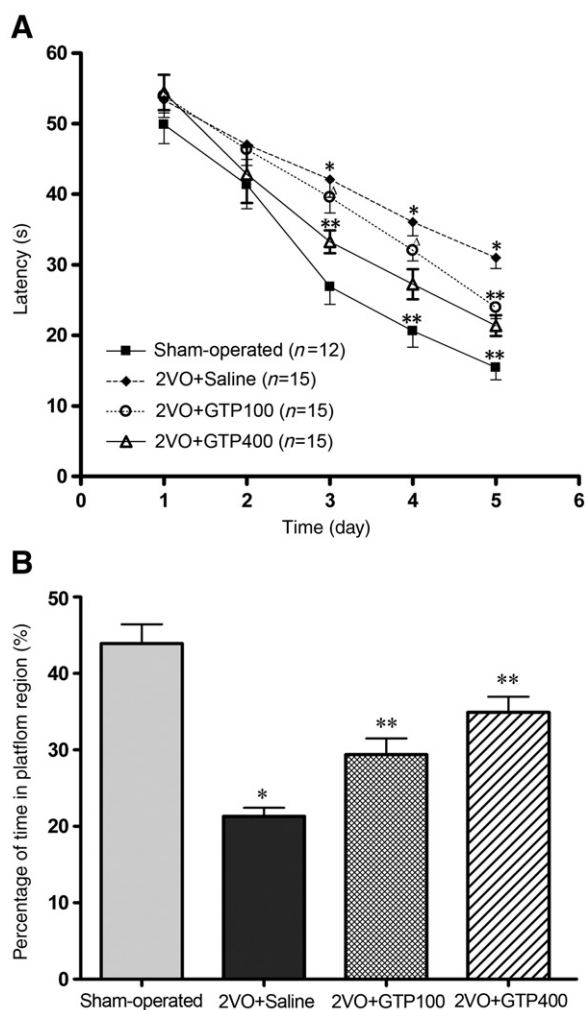 A
60
50
40
30
20
10
0
Latency (s)
* * *
** ** **
** **
Sham-operated (n=12)
2VO+Saline (n=15)
2VO+GTP100 (n=15)
2VO+GTP400 (n=15)
0 1 2 3 4 5 6
Time (day)
B
50
40
30
20
10
0
Percentage of time in platfiom region (%)
* ** **
Sham-operated 2VO+Saline 2VO+GTP100 2VO+GTP400